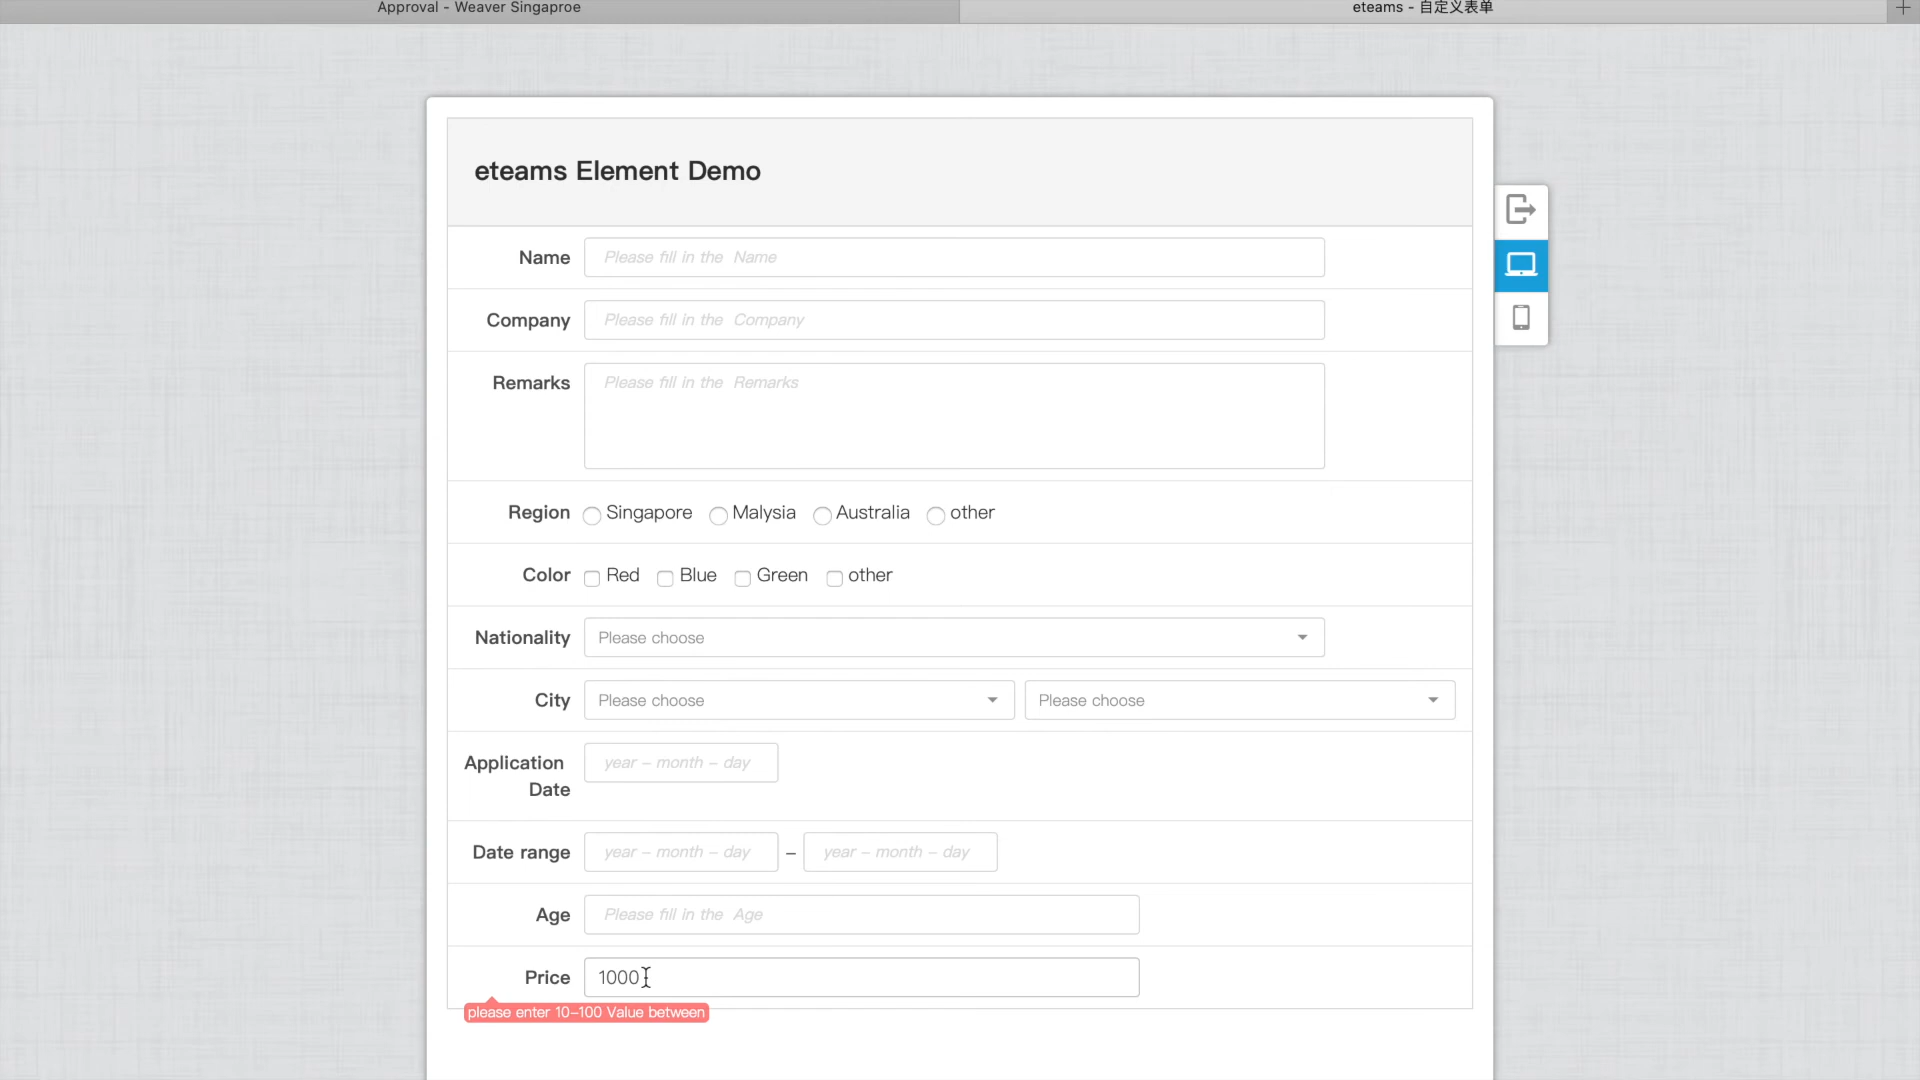 Approval - Weaver Singaproe
eteams - 自定义表单
eteams Element Demo
Name Please fill in the Name
Company Please fill in the Company
Remarks Please fill in the Remarks
Region Singapore Malysia Australia other
Color Red Blue Green other
Nationality Please choose
City Please choose Please choose
Application year - month - day
Date
Date range year - month - day – year - month - day
Age Please fill in the Age
Price 1000
please enter 10-100 Value between